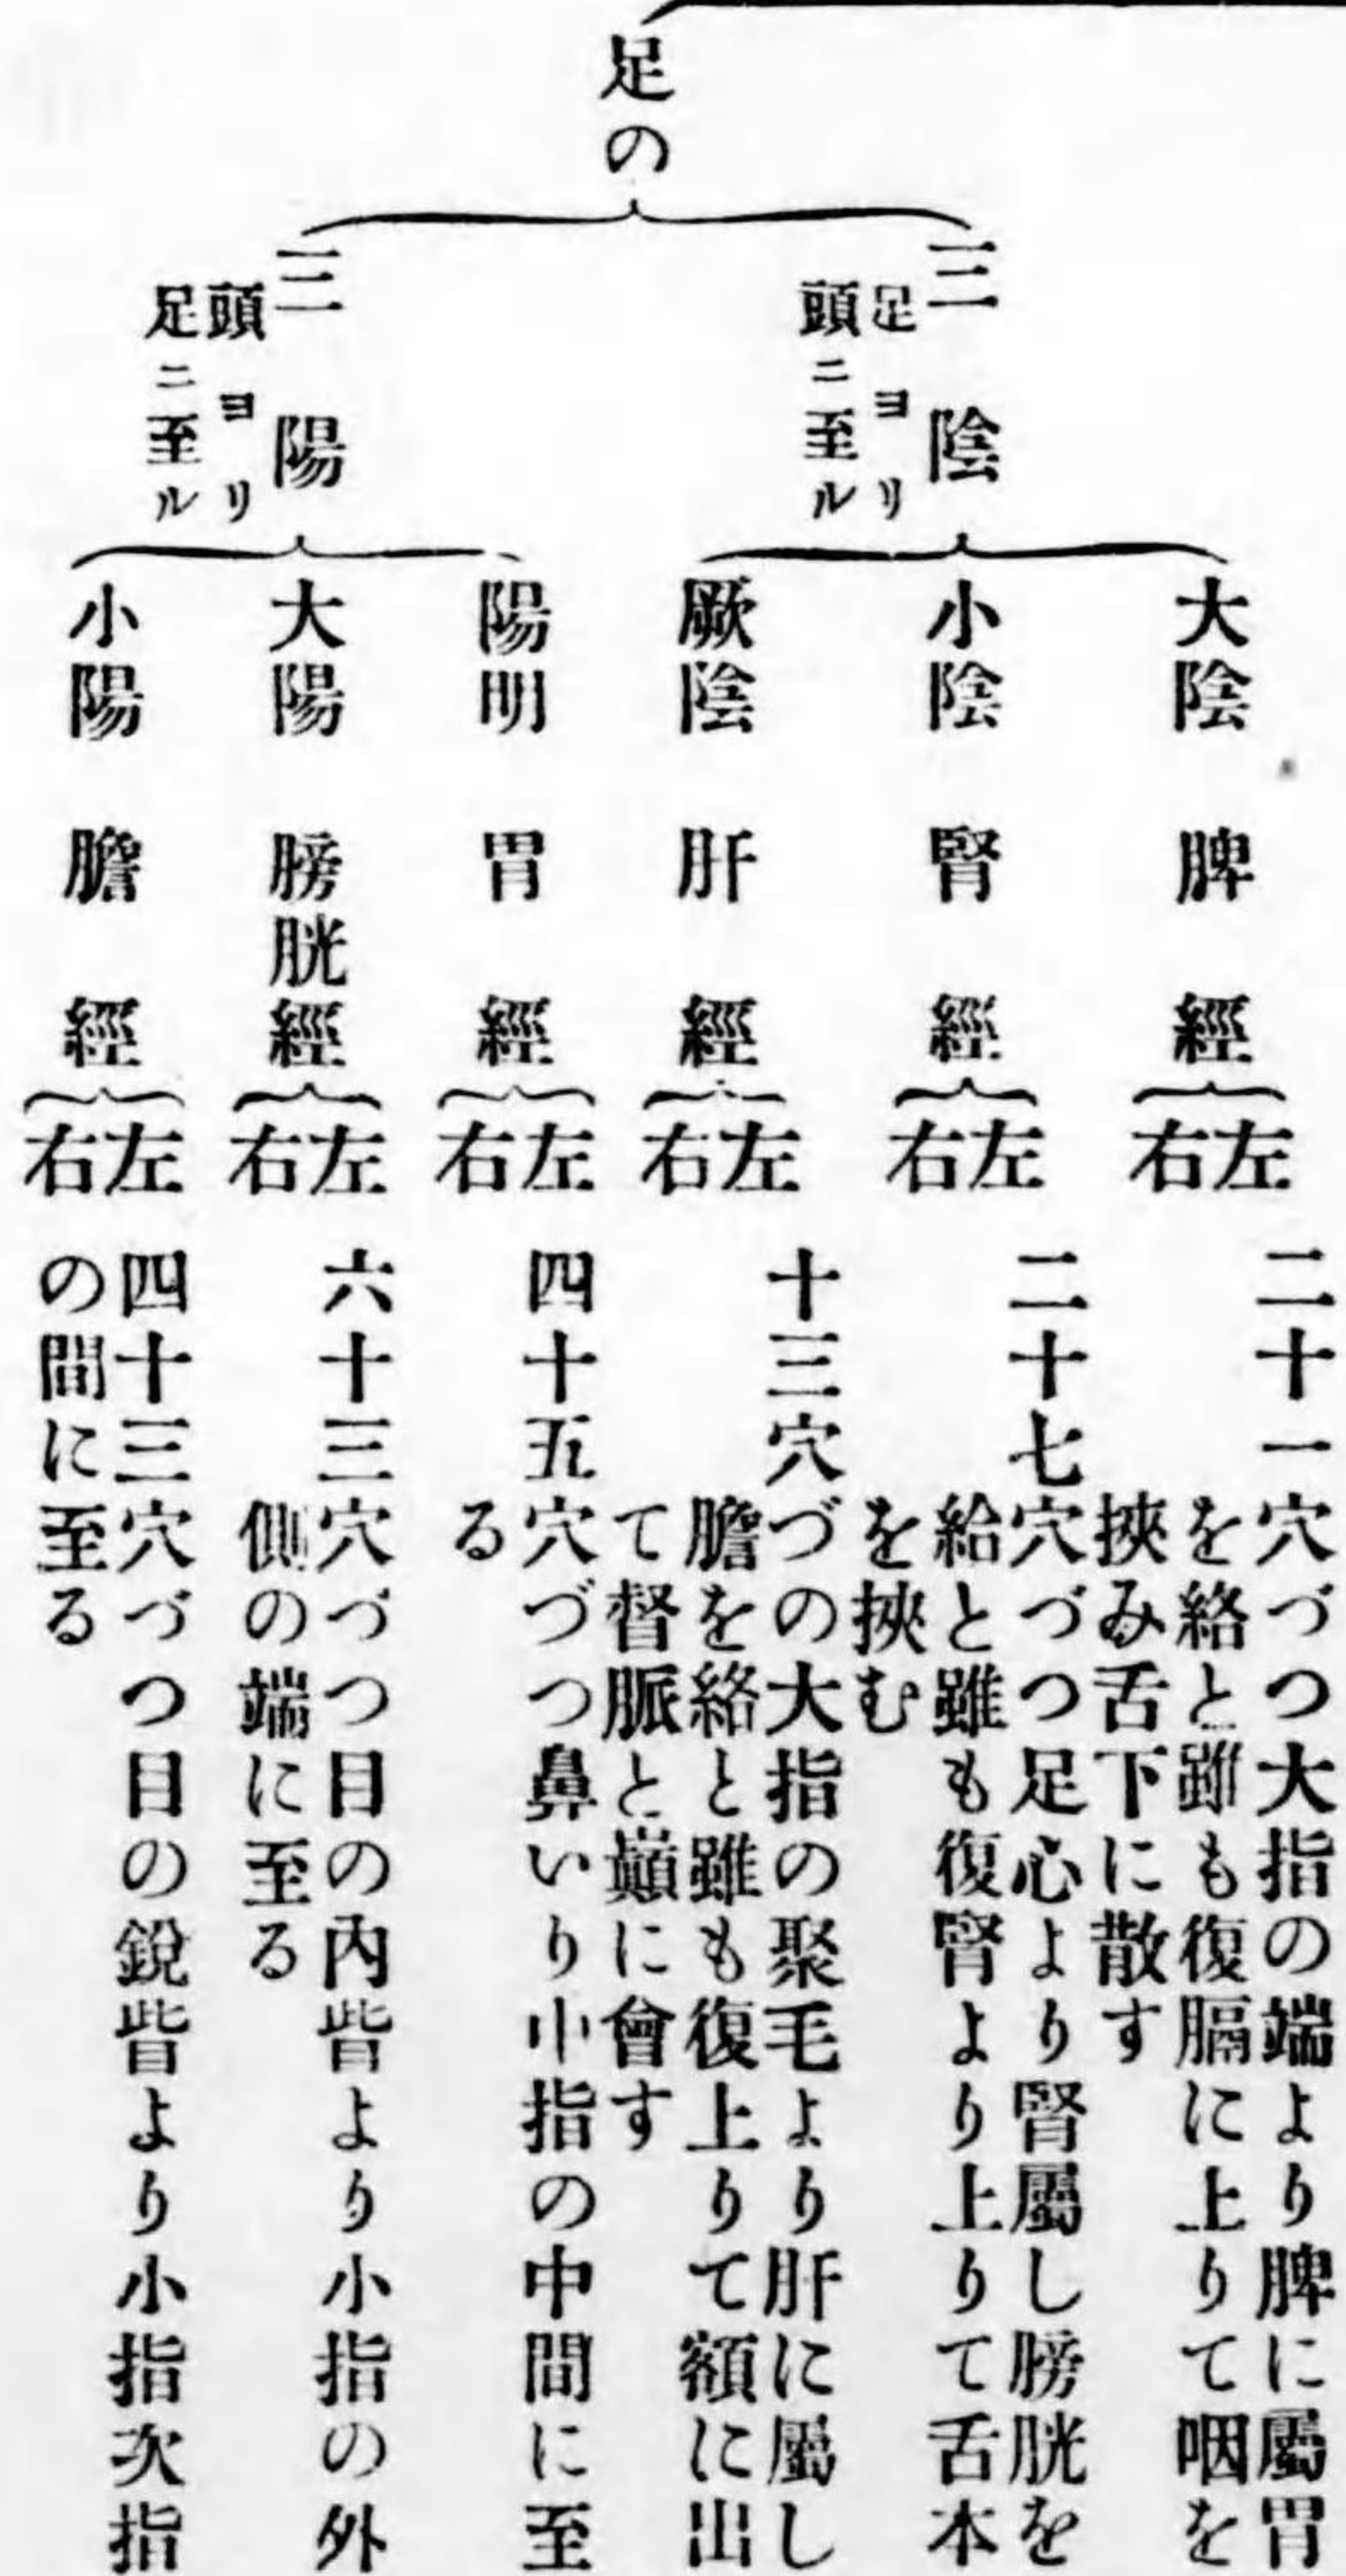 足の
三陰
足ヨリ
頭ニ至ル
大陰 脾 經
左
右
二十一穴づつ大指の端より脾に屬胃
を絡と雖も復膈に上りて咽を
挾み舌下に散す
小陰 腎 經
左
右
二十七穴づつ足心より腎屬し膀胱を
給と雖も復腎より上りて舌本
を挾む
厥陰 肝 經
左
右
十三穴づの大指の聚毛より肝に屬し
膽を絡と雖も復上りて額に出
て督脈と巓に會す
三陽
頭ヨリ
足ニ至ル
陽明 胃 經
左
右
四十五穴づつ鼻いり中指の中間に至
る
大陽 膀胱經
左
右
六十三穴づつ目の內眥より小指の外
側の端に至る
小陽 膽 經
左
右
四十三穴づつ目の銳眥より小指次指
の間に至る